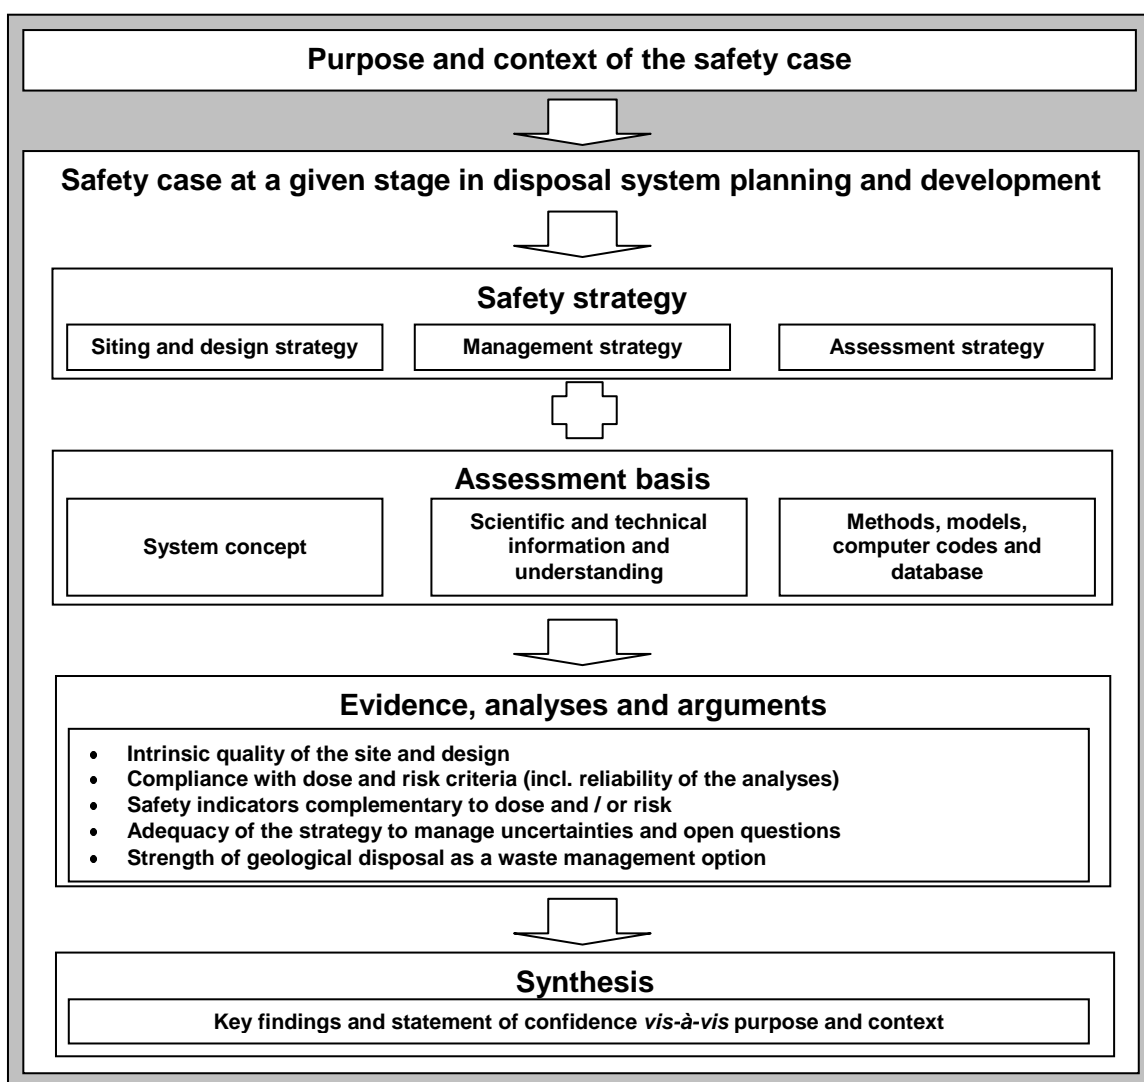 Purpose and context of the safety case
Safety case at a given stage in disposal system planning and development
Safety strategy
Siting and design strategy
Management strategy
Assessment strategy
Assessment basis
System concept
Scientific and technical
information and
understanding
Methods, models,
computer codes and
database
Evidence, analyses and arguments
• Intrinsic quality of the site and design
• Compliance with dose and risk criteria (incl. reliability of the analyses)
• Safety indicators complementary to dose and / or risk
• Adequacy of the strategy to manage uncertainties and open questions
• Strength of geological disposal as a waste management option
Synthesis
Key findings and statement of confidence vis-à-vis purpose and context